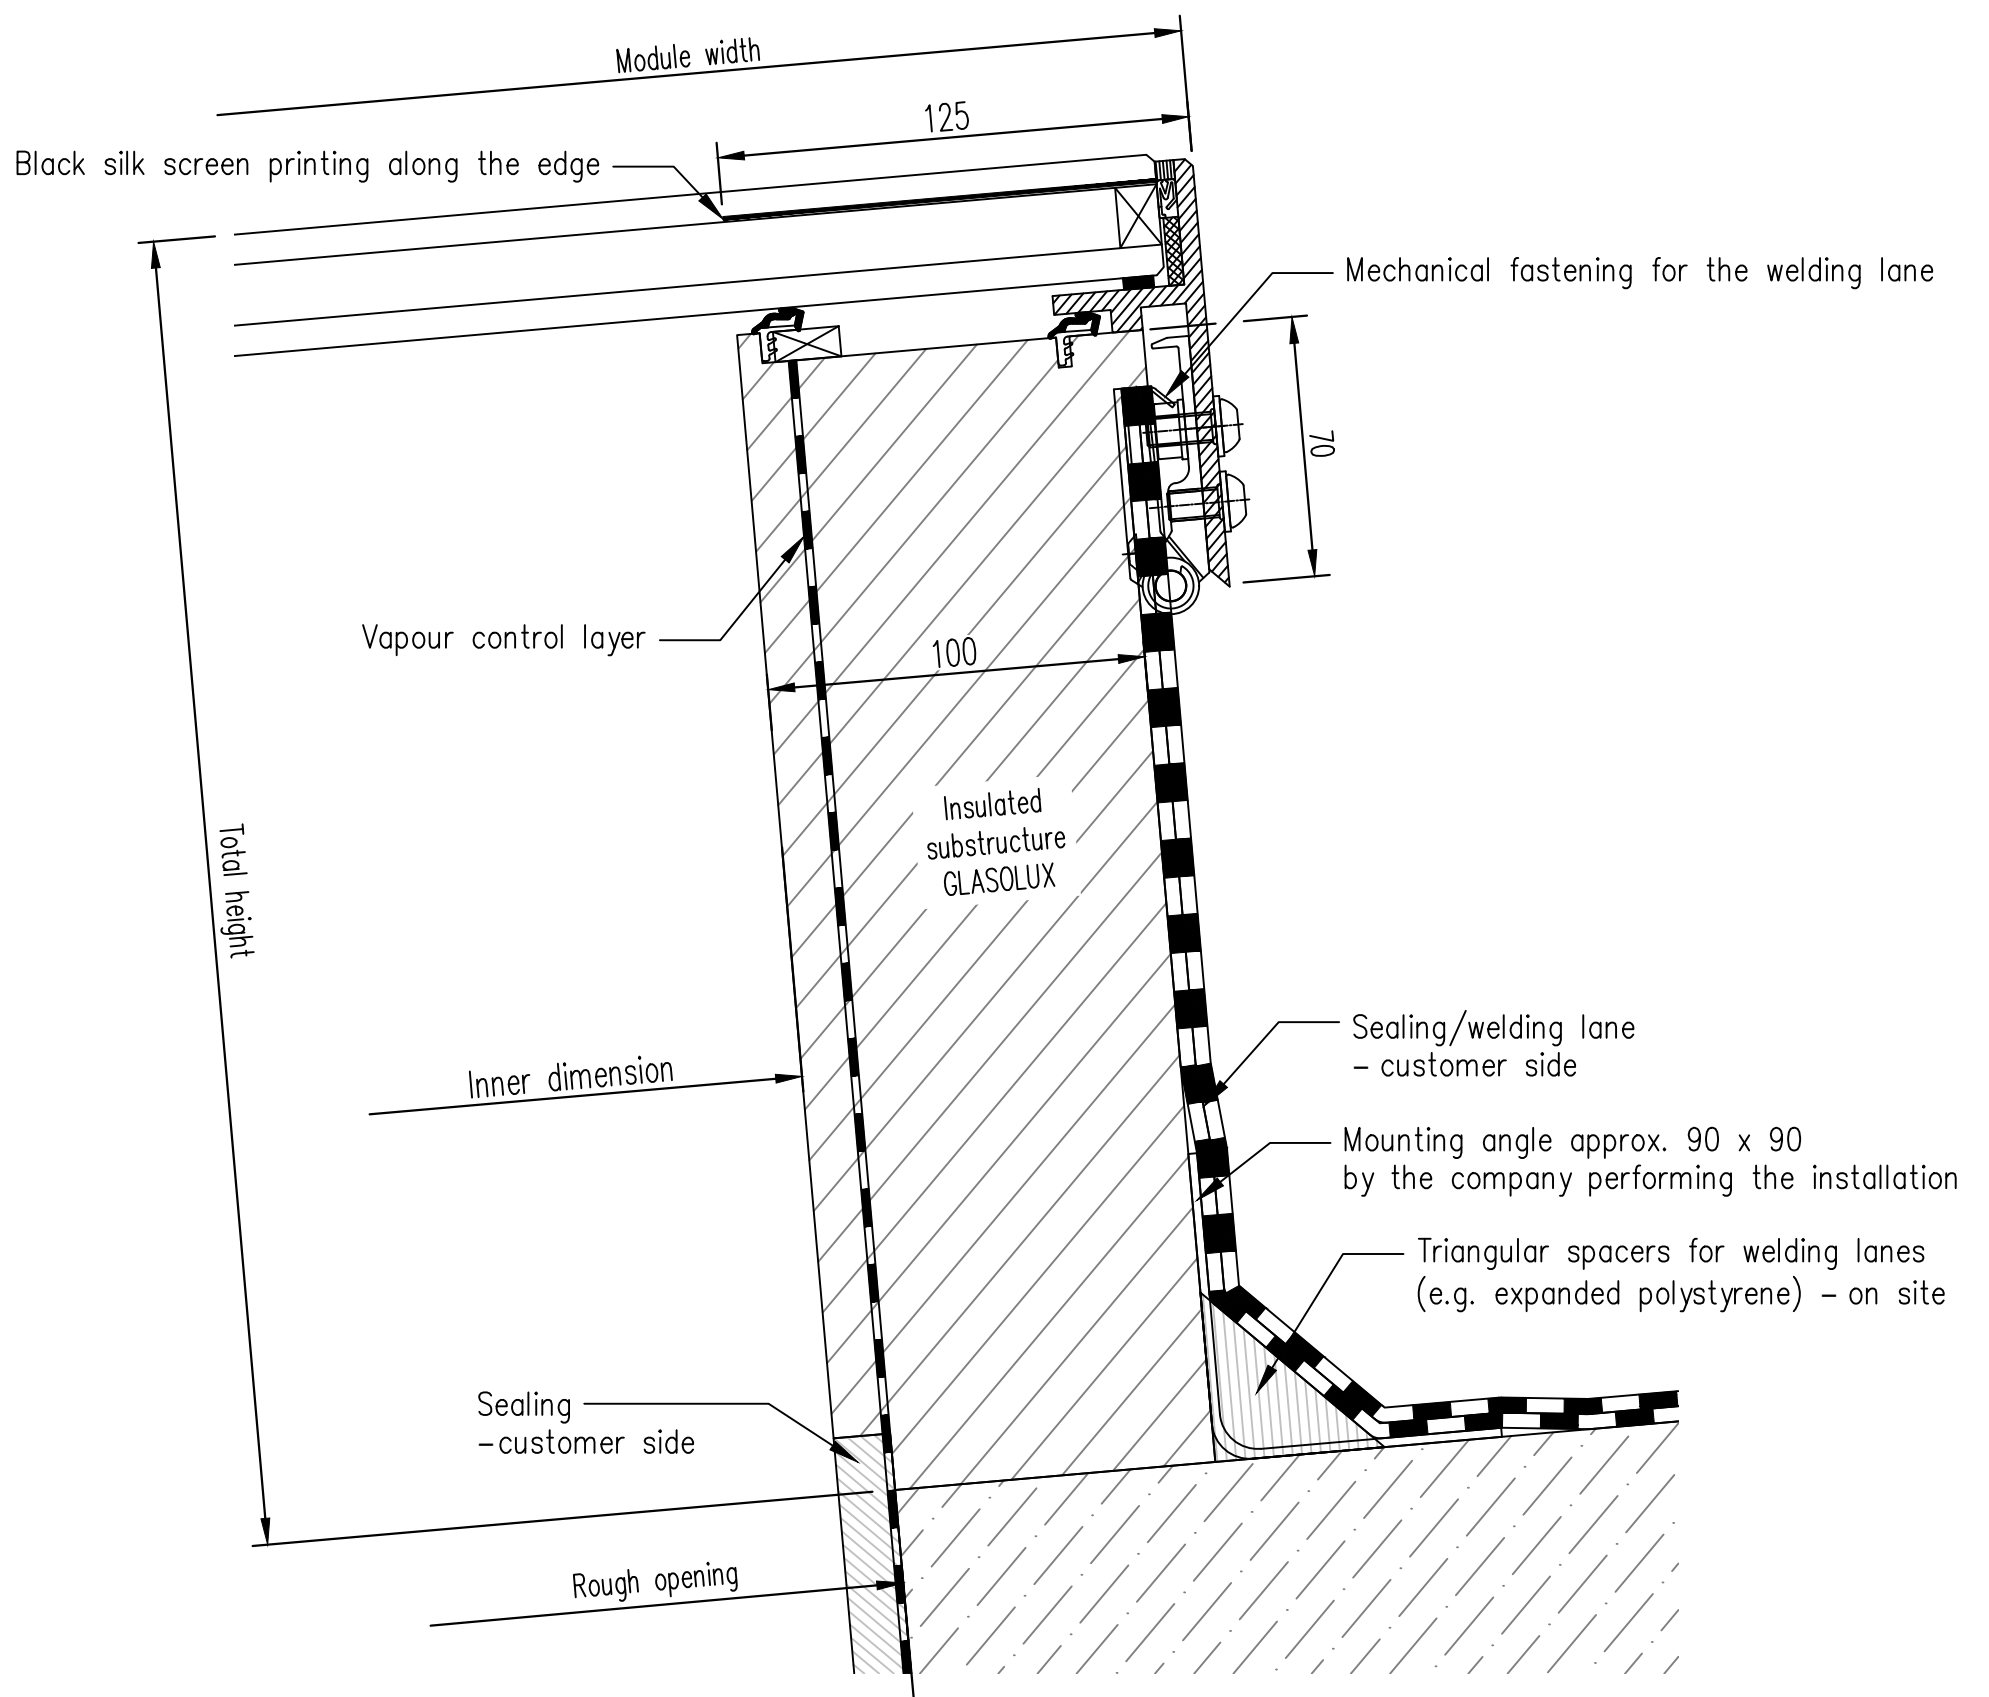 Module width
125
Black silk screen printing along the edge
Mechanical fastening for the welding lane
70
Vapour control layer
100
Insulated
substructure
GLASOLUX
Total height
Sealing/welding lane
- customer side
Inner dimension
Mounting angle approx. 90 x 90
by the company performing the installation
Triangular spacers for welding lanes
(e.g. expanded polystyrene) - on site
Sealing
-customer side
Rough opening